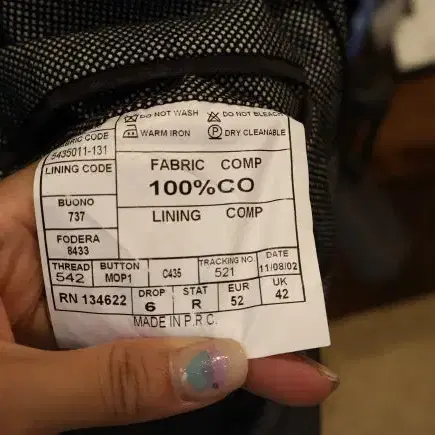 DO NOT WASH DO NOT BLEACH
WARM IRON P DRY CLEANABLE
FABRIC CODE
5435011-131
LINING CODE
FABRIC COMP
100%CO
LINING COMP
BUONO
737
FODERA
8433
THREAD
542
BUTTON
MOP1
C435
TRACKING NO.
521
DATE
11/08/02
RN 134622
DROP
6
STAT
R
EUR
52
UK
42
MADE IN P.R.C.